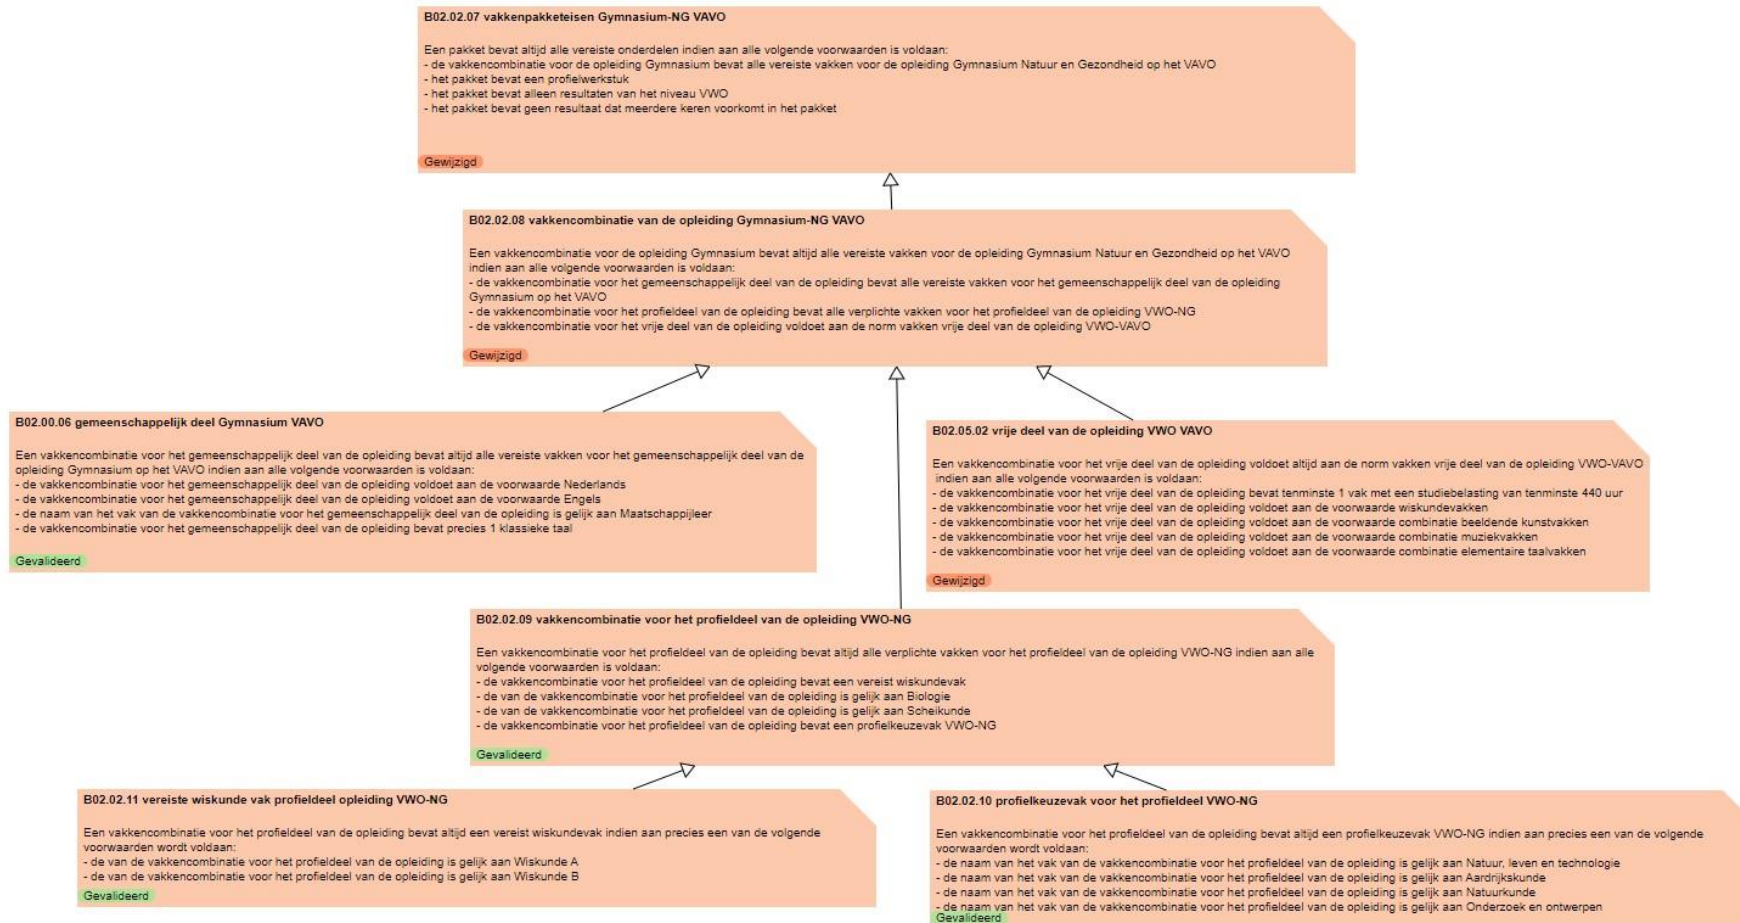 B02.02.07 vakkenpakketeisen Gymnasium-NG VAVO
Een pakket bevat altijd alle vereiste onderdelen indien aan alle volgende voorwaarden is voldaan:
- de vakkencombinatie voor de opleiding Gymnasium bevat alle vereiste vakken voor de opleiding Gymnasium Natuur en Gezondheid op het VAVO
- het pakket bevat een profielwerkstuk
- het pakket bevat alleen resultaten van het niveau VWO
- het pakket bevat geen resultaat dat meerdere keren voorkomt in het pakket
Gewijzigd
B02.02.08 vakkencombinatie van de opleiding Gymnasium-NG VAVO
Een vakkencombinatie voor de opleiding Gymnasium bevat altijd alle vereiste vakken voor de opleiding Gymnasium Natuur en Gezondheid op het VAVO
indien aan alle volgende voorwaarden is voldaan:
- de vakkencombinatie voor het gemeenschappelijk deel van de opleiding bevat alle vereiste vakken voor het gemeenschappelijk deel van de opleiding
Gymnasium op het VAVO
- de vakkencombinatie voor het profieldeel van de opleiding bevat alle verplichte vakken voor het profieldeel van de opleiding VWO-NG
- de vakkencombinatie voor het vrije deel van de opleiding voldoet aan de norm vakken vrije deel van de opleiding VWO-VAVO
Gewijzigd
B02.00.06 gemeenschappelijk deel Gymnasium VAVO
Een vakkencombinatie voor het gemeenschappelijk deel van de opleiding bevat altijd alle vereiste vakken voor het gemeenschappelijk deel van de
opleiding Gymnasium op het VAVO indien aan alle volgende voorwaarden is voldaan:
- de vakkencombinatie voor het gemeenschappelijk deel van de opleiding voldoet aan de voorwaarde Nederlands
- de vakkencombinatie voor het gemeenschappelijk deel van de opleiding voldoet aan de voorwaarde Engels
- de naam van het vak van de vakkencombinatie voor het gemeenschappelijk deel van de opleiding is gelijk aan Maatschappijleer
- de vakkencombinatie voor het gemeenschappelijk deel van de opleiding bevat precies 1 klassieke taal
Gevalideerd
B02.05.02 vrije deel van de opleiding VWO VAVO
Een vakkencombinatie voor het vrije deel van de opleiding voldoet altijd aan de norm vakken vrije deel van de opleiding VWO-VAVO
indien aan alle volgende voorwaarden is voldaan:
- de vakkencombinatie voor het vrije deel van de opleiding bevat tenminste 1 vak met een studiebelasting van tenminste 440 uur
- de vakkencombinatie voor het vrije deel van de opleiding voldoet aan de voorwaarde wiskundevakken
- de vakkencombinatie voor het vrije deel van de opleiding voldoet aan de voorwaarde combinatie beeldende kunstvakken
- de vakkencombinatie voor het vrije deel van de opleiding voldoet aan de voorwaarde combinatie muziekvakken
- de vakkencombinatie voor het vrije deel van de opleiding voldoet aan de voorwaarde combinatie elementaire taalvakken
Gewijzigd
B02.02.09 vakkencombinatie voor het profieldeel van de opleiding VWO-NG
Een vakkencombinatie voor het profieldeel van de opleiding bevat altijd alle verplichte vakken voor het profieldeel van de opleiding VWO-NG indien aan alle
volgende voorwaarden is voldaan:
- de vakkencombinatie voor het profieldeel van de opleiding bevat een vereist wiskundevak
- de van de vakkencombinatie voor het profieldeel van de opleiding is gelijk aan Biologie
- de van de vakkencombinatie voor het profieldeel van de opleiding is gelijk aan Scheikunde
- de vakkencombinatie voor het profieldeel van de opleiding bevat een profielkeuzevak VWO-NG
Gevalideerd
B02.02.11 vereiste wiskunde vak profieldeel opleiding VWO-NG
Een vakkencombinatie voor het profieldeel van de opleiding bevat altijd een vereist wiskundevak indien aan precies een van de volgende
voorwaarden wordt voldaan:
- de van de vakkencombinatie voor het profieldeel van de opleiding is gelijk aan Wiskunde A
- de van de vakkencombinatie voor het profieldeel van de opleiding is gelijk aan Wiskunde B
Gevalideerd
B02.02.10 profielkeuzevak voor het profieldeel VWO-NG
Een vakkencombinatie voor het profieldeel van de opleiding bevat altijd een profielkeuzevak VWO-NG indien aan precies een van de volgende
voorwaarden wordt voldaan:
- de naam van het vak van de vakkencombinatie voor het profieldeel van de opleiding is gelijk aan Natuur, leven en technologie
- de naam van het vak van de vakkencombinatie voor het profieldeel van de opleiding is gelijk aan Aardrijkskunde
- de naam van het vak van de vakkencombinatie voor het profieldeel van de opleiding is gelijk aan Natuurkunde
- de naam van het vak van de vakkencombinatie voor het profieldeel van de opleiding is gelijk aan Onderzoek en ontwerpen
Gevalideerd